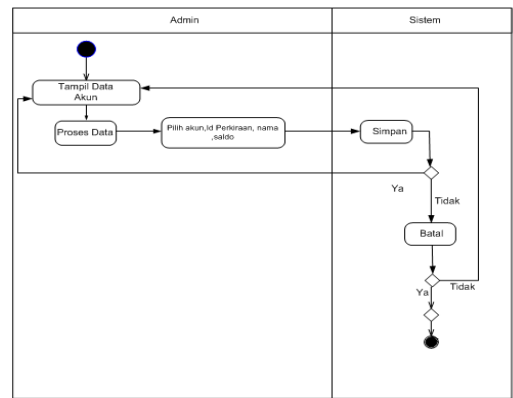 Admin
Sistem
Tampil Data
Akun
Proses Data
Pilih akun,Id Perkiraan, nama
,saldo
Simpan
Ya
Tidak
Batal
Ya
Tidak